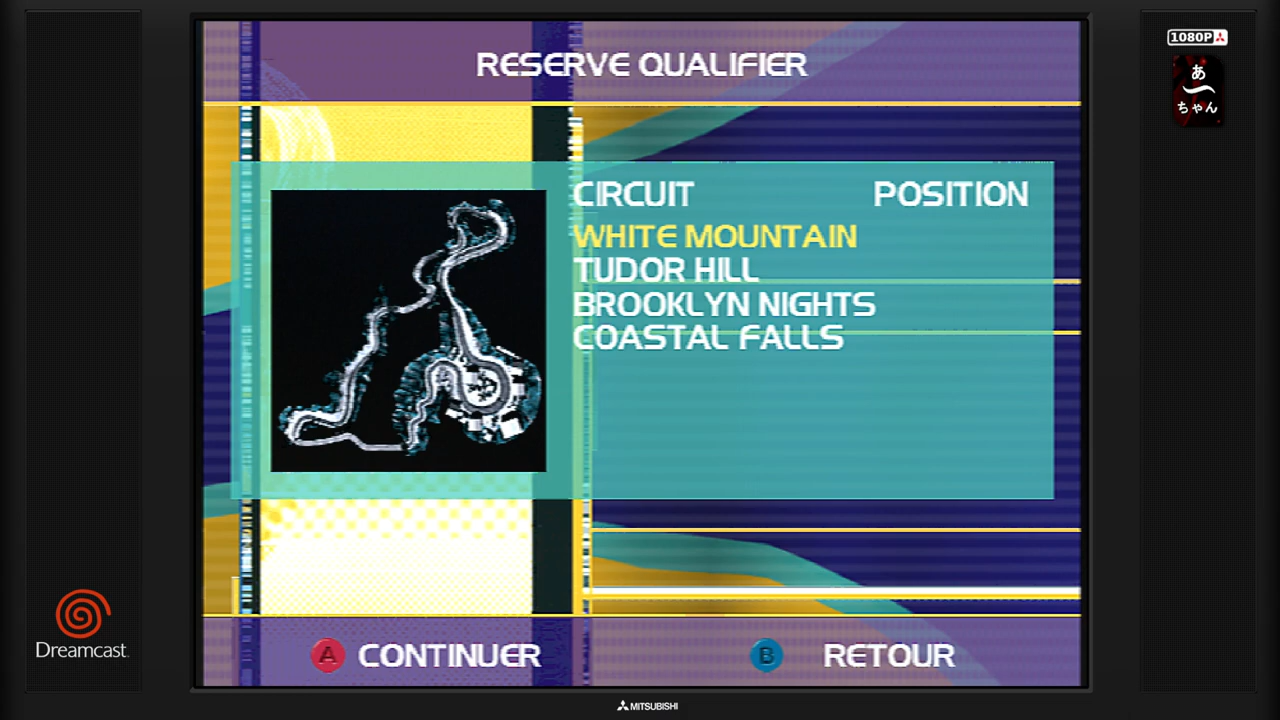 1080P
あ
ー
ちゃん
RESERVE QUALIFIER
CIRCUIT POSITION
WHITE MOUNTAIN
TUDOR HILL
BROOKLYN NIGHTS
COASTAL FALLS
A CONTINUER B RETOUR
Dreamcast
MITSUBISHI